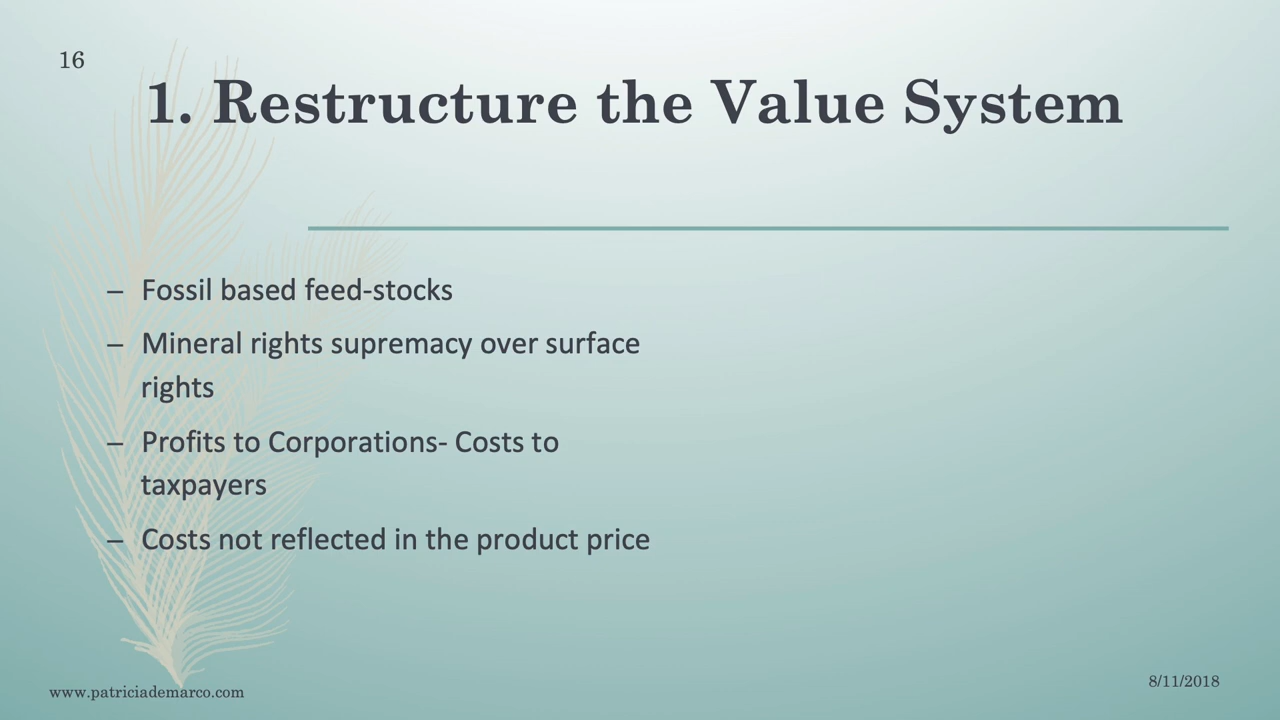 16
1. Restructure the Value System
– Fossil based feed-stocks
– Mineral rights supremacy over surface
rights
– Profits to Corporations- Costs to
taxpayers
– Costs not reflected in the product price
www.patriciademarco.com
8/11/2018